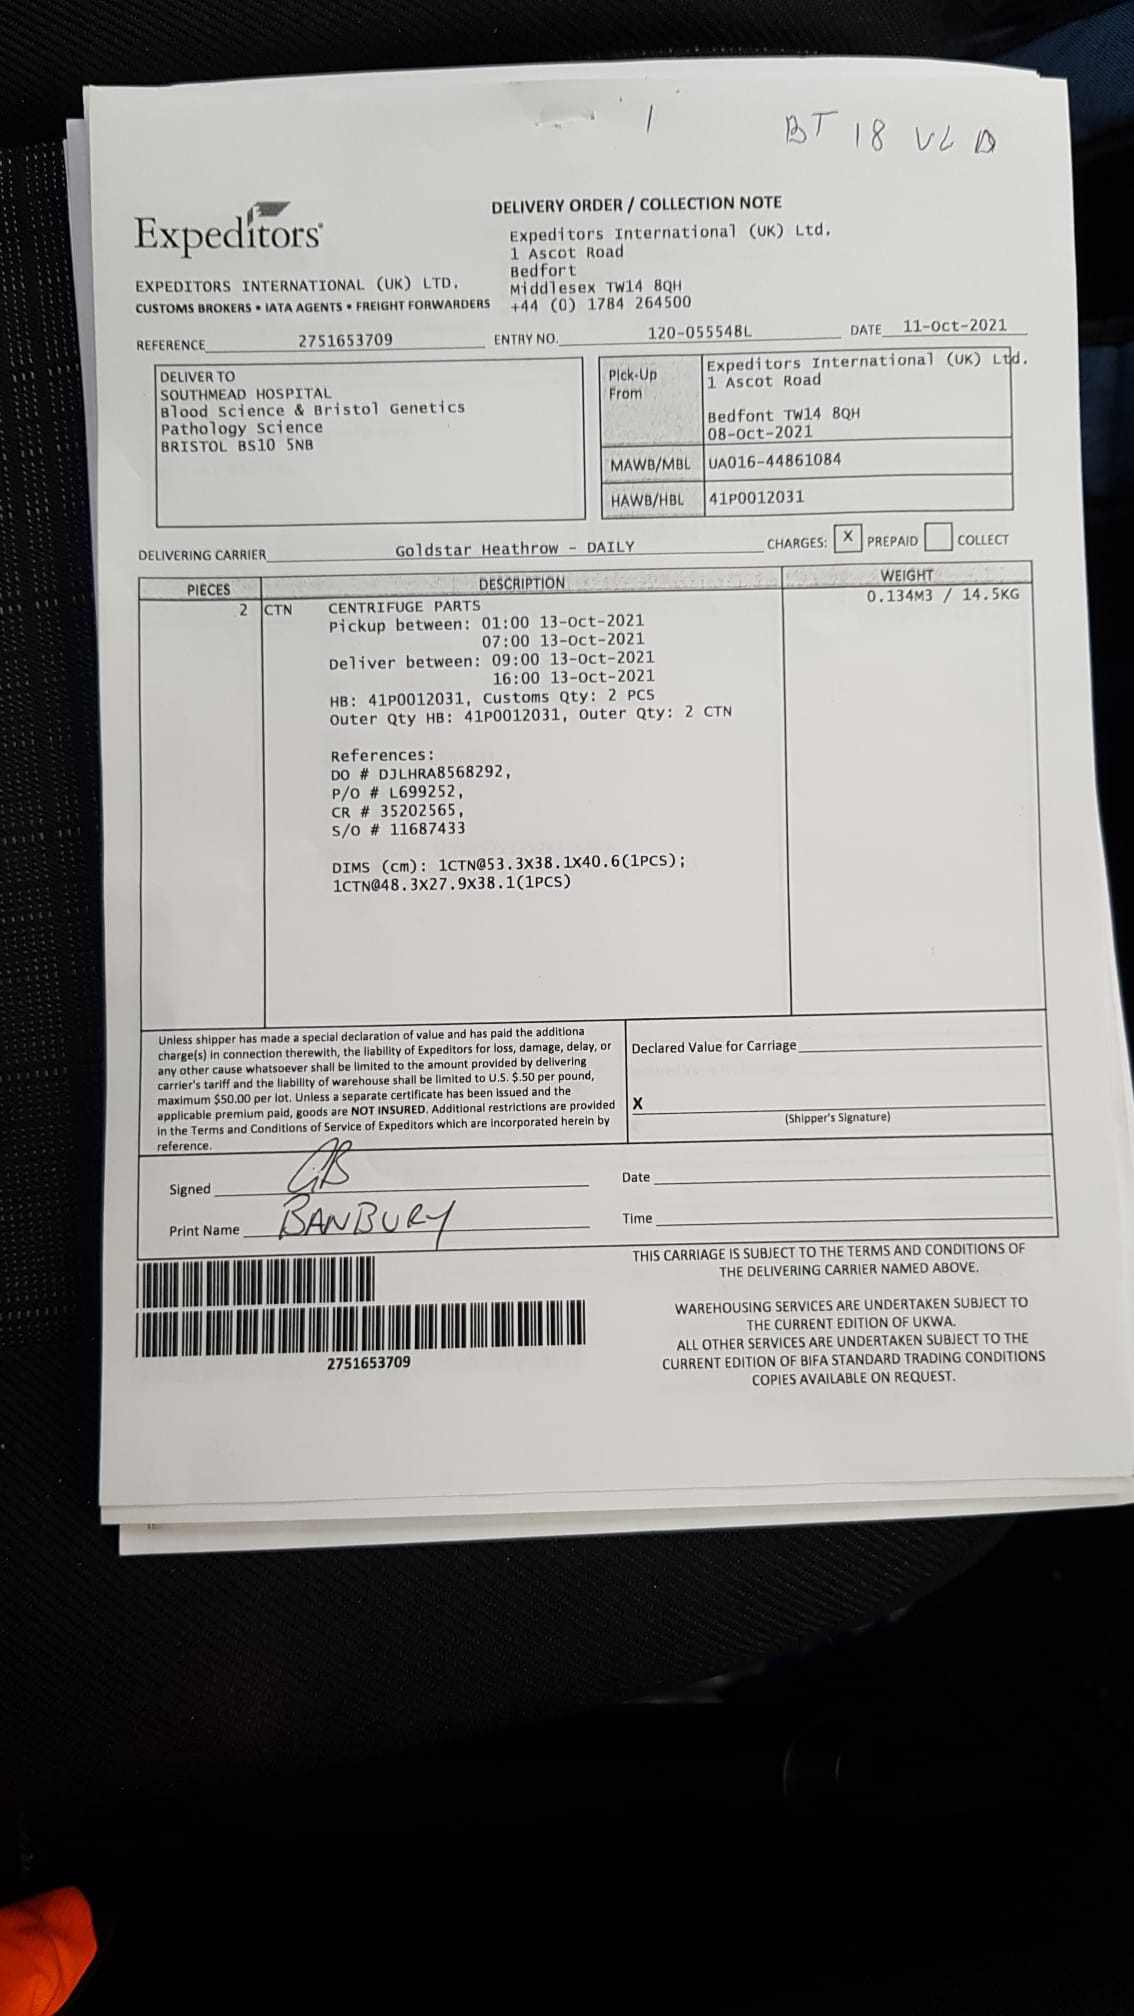 1
BT 18 VLD
Expeditors
DELIVERY ORDER / COLLECTION NOTE
Expeditors International (UK) Ltd.
1 Ascot Road
Bedfort
Middlesex TW14 8QH
+44 (0) 1784 264500
EXPEDITORS INTERNATIONAL (UK) LTD.
CUSTOMS BROKERS • IATA AGENTS • FREIGHT FORWARDERS
REFERENCE 2751653709 ENTRY NO. 120-055548L DATE 11-Oct-2021
DELIVER TO
SOUTHMEAD HOSPITAL
Blood Science & Bristol Genetics
Pathology Science
BRISTOL BS10 5NB
Pick-Up From
Expeditors International (UK) Ltd.
1 Ascot Road
Bedfont TW14 8QH
08-Oct-2021
MAWB/MBL UA016-44861084
HAWB/HBL 41P0012031
DELIVERING CARRIER Goldstar Heathrow - DAILY CHARGES: X PREPAID COLLECT
PIECES DESCRIPTION WEIGHT
2 CTN CENTRIFUGE PARTS 0.134M3 / 14.5KG
Pickup between: 01:00 13-Oct-2021
07:00 13-Oct-2021
Deliver between: 09:00 13-Oct-2021
16:00 13-Oct-2021
HB: 41P0012031, Customs Qty: 2 PCS
Outer Qty HB: 41P0012031, Outer Qty: 2 CTN
References:
DO # DJLHRA8568292,
P/O # L699252,
CR # 35202565,
S/O # 11687433
DIMS (cm): 1CTN@53.3X38.1X40.6(1PCS);
1CTN@48.3X27.9X38.1(1PCS)
Unless shipper has made a special declaration of value and has paid the additiona
charge(s) in connection therewith, the liability of Expeditors for loss, damage, delay, or
any other cause whatsoever shall be limited to the amount provided by delivering
carrier's tariff and the liability of warehouse shall be limited to U.S. $.50 per pound,
maximum $50.00 per lot. Unless a separate certificate has been issued and the
applicable premium paid, goods are NOT INSURED. Additional restrictions are provided
in the Terms and Conditions of Service of Expeditors which are incorporated herein by
reference.
Declared Value for Carriage
X
(Shipper's Signature)
Signed GB
Date
Print Name BANBURY
Time
THIS CARRIAGE IS SUBJECT TO THE TERMS AND CONDITIONS OF
THE DELIVERING CARRIER NAMED ABOVE.
WAREHOUSING SERVICES ARE UNDERTAKEN SUBJECT TO
THE CURRENT EDITION OF UKWA.
ALL OTHER SERVICES ARE UNDERTAKEN SUBJECT TO THE
CURRENT EDITION OF BIFA STANDARD TRADING CONDITIONS
COPIES AVAILABLE ON REQUEST.
2751653709